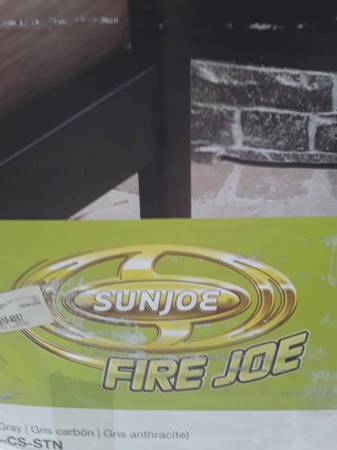 SUNJOE®
FIRE JOE
Gray | Gris carbón | Gris anthracite)
-CS-STN